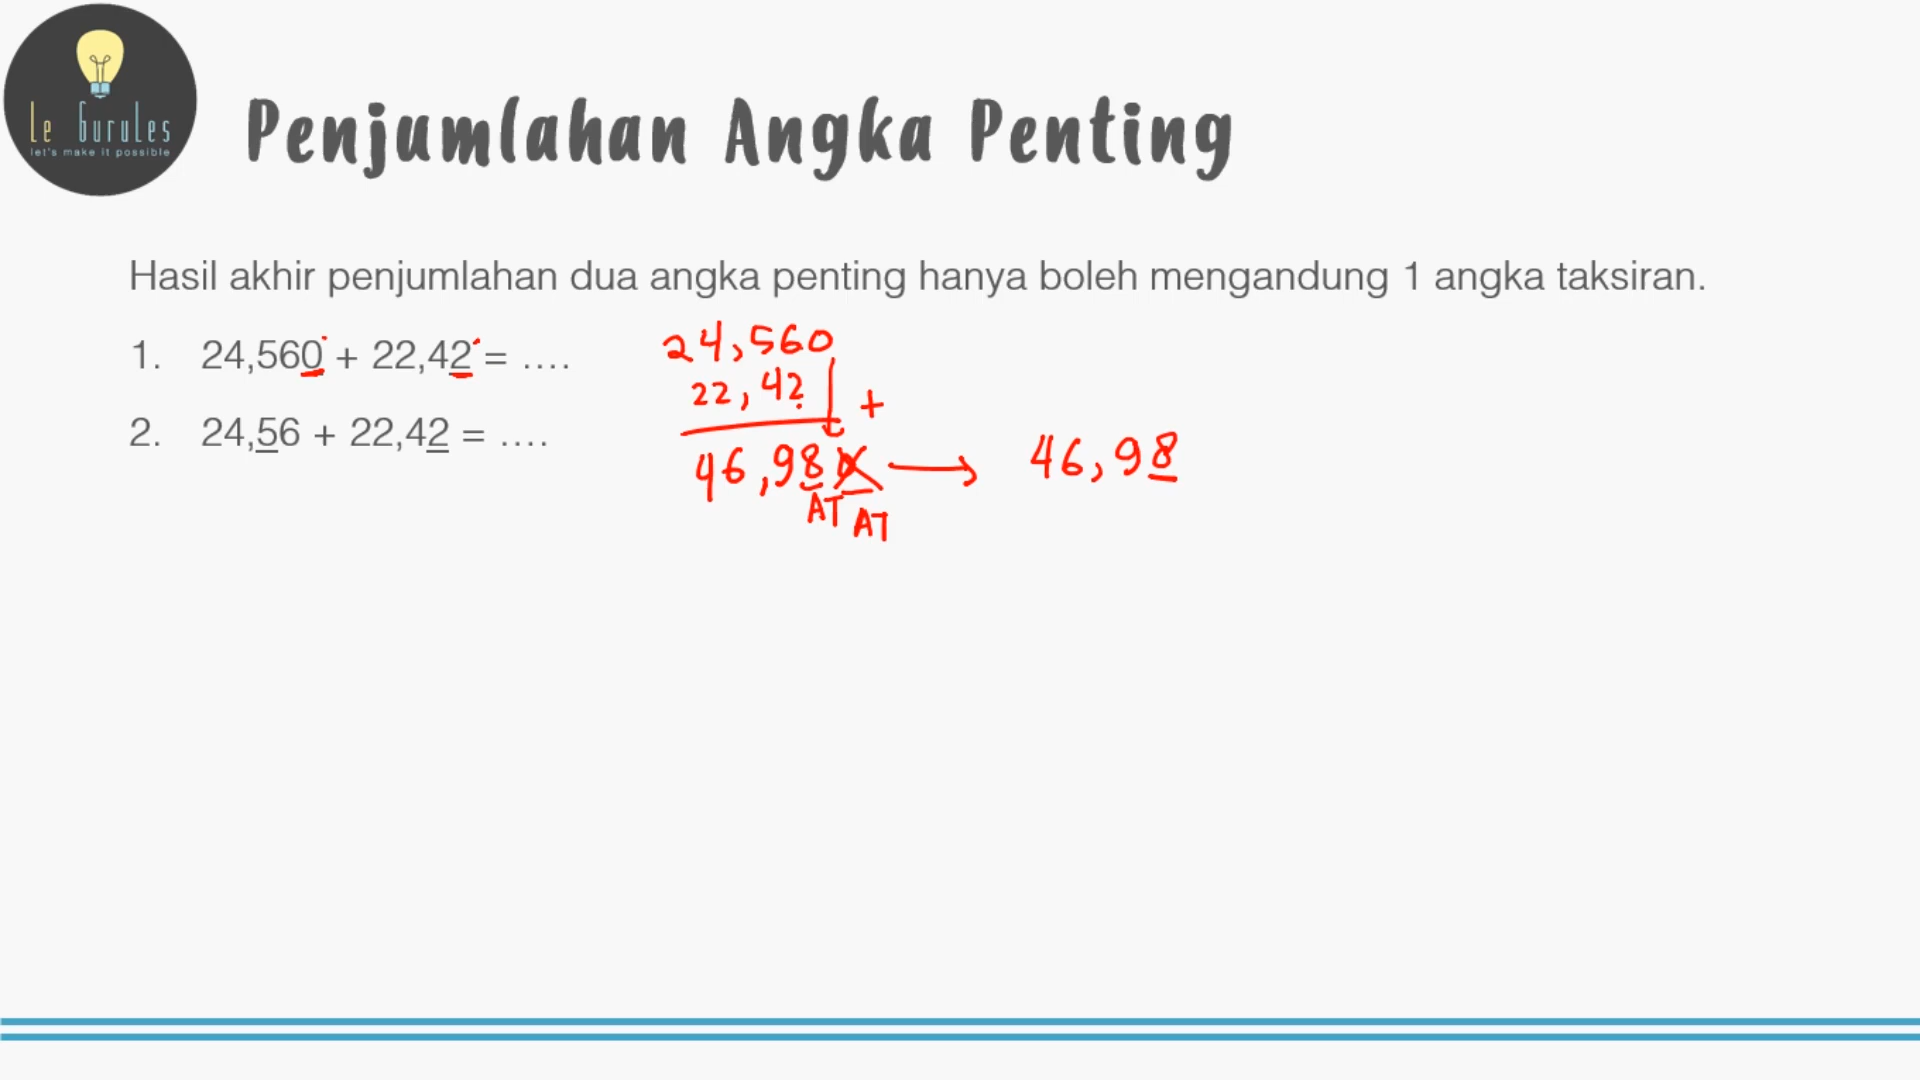 Le GuruLes
let's make it possible
Penjumlahan Angka Penting
Hasil akhir penjumlahan dua angka penting hanya boleh mengandung 1 angka taksiran.
1. 24,560 + 22,42 = ....
2. 24,56 + 22,42 = ....
24,560
22,42 +
46,980 → 46,98
AT AT